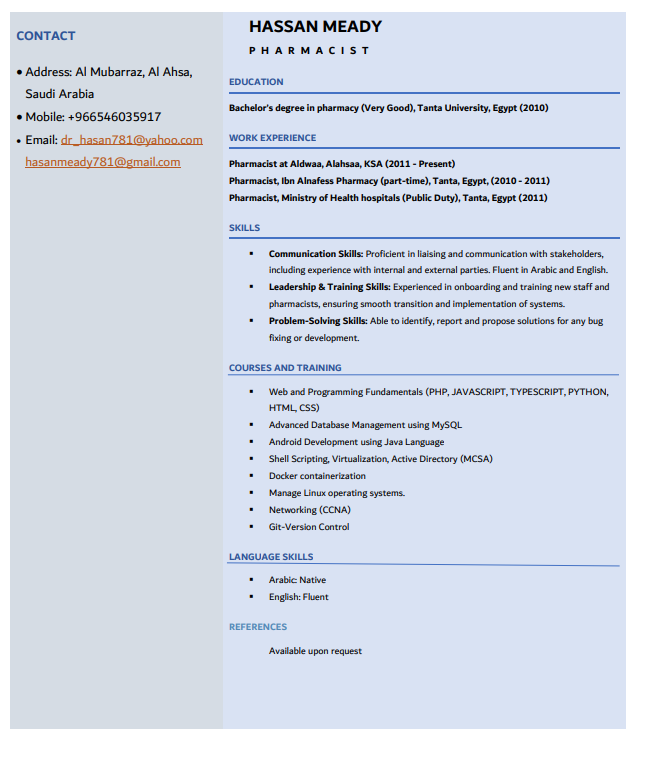 CONTACT
• Address: Al Mubarraz, Al Ahsa,
Saudi Arabia
• Mobile: +966546035917
• Email: dr_hasan781@yahoo.com
hasanmeady781@gmail.com
HASSAN MEADY
PHARMACIST
EDUCATION
Bachelor's degree in pharmacy (Very Good), Tanta University, Egypt (2010)
WORK EXPERIENCE
Pharmacist at Aldwaa, Alahsaa, KSA (2011 - Present)
Pharmacist, Ibn Alnafess Pharmacy (part-time), Tanta, Egypt, (2010 - 2011)
Pharmacist, Ministry of Health hospitals (Public Duty), Tanta, Egypt (2011)
SKILLS
▪ Communication Skills: Proficient in liaising and communication with stakeholders,
including experience with internal and external parties. Fluent in Arabic and English.
▪ Leadership & Training Skills: Experienced in onboarding and training new staff and
pharmacists, ensuring smooth transition and implementation of systems.
▪ Problem-Solving Skills: Able to identify, report and propose solutions for any bug
fixing or development.
COURSES AND TRAINING
▪ Web and Programming Fundamentals (PHP, JAVASCRIPT, TYPESCRIPT, PYTHON,
HTML, CSS)
▪ Advanced Database Management using MySQL
▪ Android Development using Java Language
▪ Shell Scripting, Virtualization, Active Directory (MCSA)
▪ Docker containerization
▪ Manage Linux operating systems.
▪ Networking (CCNA)
▪ Git-Version Control
LANGUAGE SKILLS
▪ Arabic: Native
▪ English: Fluent
REFERENCES
Available upon request